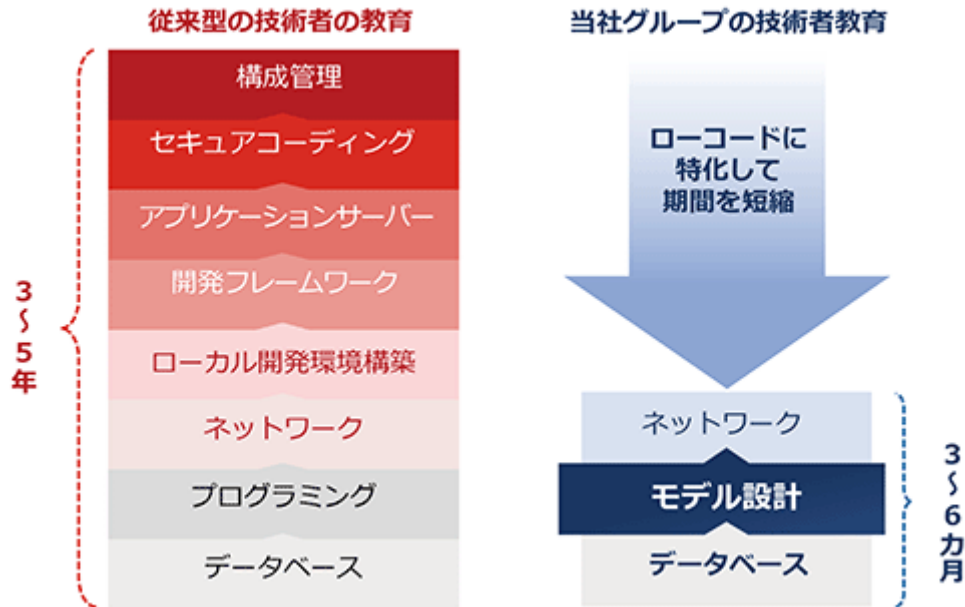 従来型の技術者の教育
構成管理
セキュアコーディング
アプリケーションサーバー
開発フレームワーク
ローカル開発環境構築
ネットワーク
プログラミング
データベース
3～5年
当社グループの技術者教育
ローコードに
特化して
期間を短縮
ネットワーク
モデル設計
データベース
3～6カ月